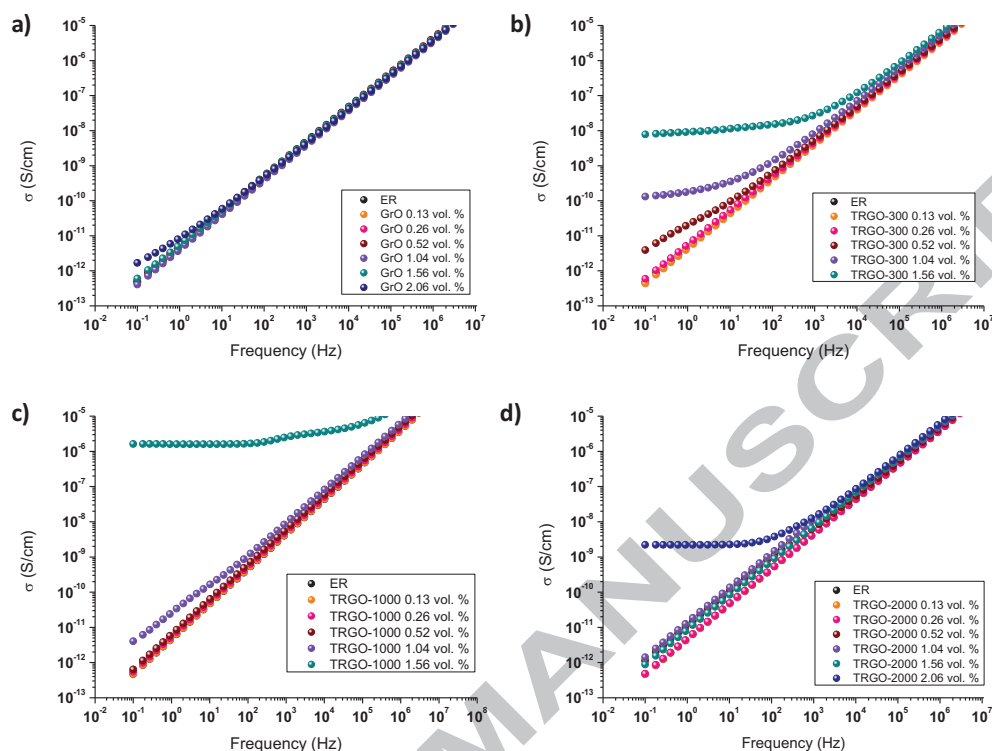 a)
10⁻⁵
10⁻⁶
10⁻⁷
10⁻⁸
10⁻⁹
10⁻¹⁰
10⁻¹¹
10⁻¹²
10⁻¹³
σ (S/cm)
ER
GrO 0.13 vol. %
GrO 0.26 vol. %
GrO 0.52 vol. %
GrO 1.04 vol. %
GrO 1.56 vol. %
GrO 2.06 vol. %
10⁻² 10⁻¹ 10⁰ 10¹ 10² 10³ 10⁴ 10⁵ 10⁶ 10⁷
Frequency (Hz)
b)
10⁻⁵
10⁻⁶
10⁻⁷
10⁻⁸
10⁻⁹
10⁻¹⁰
10⁻¹¹
10⁻¹²
10⁻¹³
σ (S/cm)
ER
TRGO-300 0.13 vol. %
TRGO-300 0.26 vol. %
TRGO-300 0.52 vol. %
TRGO-300 1.04 vol. %
TRGO-300 1.56 vol. %
10⁻² 10⁻¹ 10⁰ 10¹ 10² 10³ 10⁴ 10⁵ 10⁶ 10⁷
Frequency (Hz)
c)
10⁻⁵
10⁻⁶
10⁻⁷
10⁻⁸
10⁻⁹
10⁻¹⁰
10⁻¹¹
10⁻¹²
10⁻¹³
σ (S/cm)
ER
TRGO-1000 0.13 vol. %
TRGO-1000 0.26 vol. %
TRGO-1000 0.52 vol. %
TRGO-1000 1.04 vol. %
TRGO-1000 1.56 vol. %
10⁻² 10⁻¹ 10⁰ 10¹ 10² 10³ 10⁴ 10⁵ 10⁶ 10⁷ 10⁸
Frequency (Hz)
d)
10⁻⁵
10⁻⁶
10⁻⁷
10⁻⁸
10⁻⁹
10⁻¹⁰
10⁻¹¹
10⁻¹²
10⁻¹³
σ (S/cm)
ER
TRGO-2000 0.13 vol. %
TRGO-2000 0.26 vol. %
TRGO-2000 0.52 vol. %
TRGO-2000 1.04 vol. %
TRGO-2000 1.56 vol. %
TRGO-2000 2.06 vol. %
10⁻² 10⁻¹ 10⁰ 10¹ 10² 10³ 10⁴ 10⁵ 10⁶ 10⁷
Frequency (Hz)
MANUSCRI